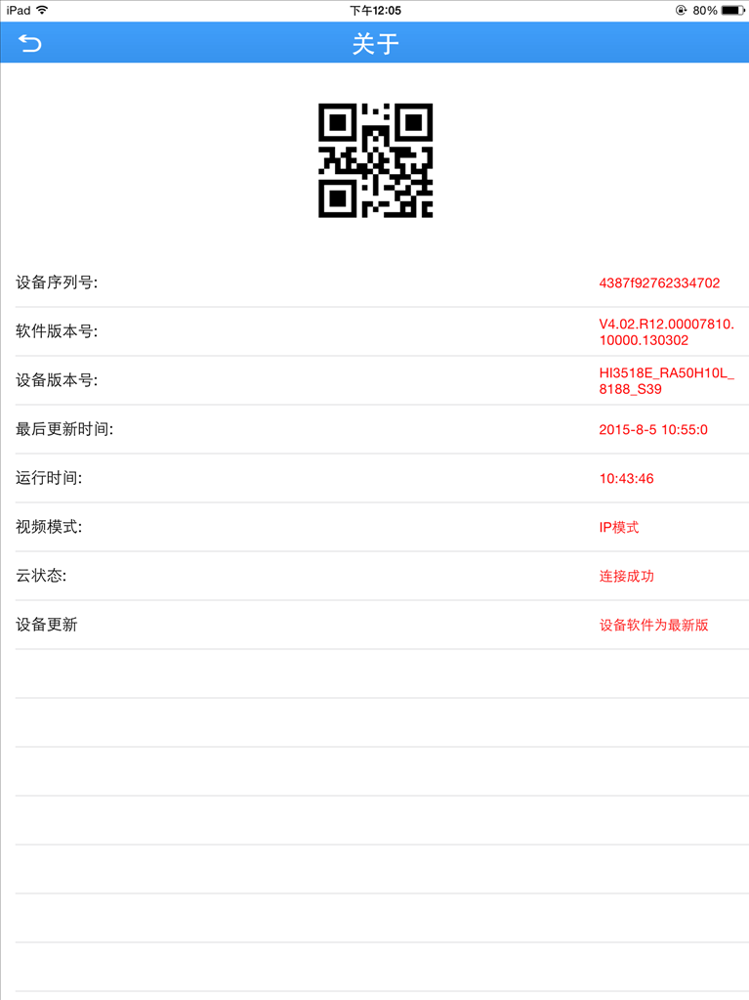 iPad 下午12:05 80%
关于
设备序列号: 4387f92762334702
软件版本号: V4.02.R12.00007810.
10000.130302
设备版本号: HI3518E_RA50H10L_
8188_S39
最后更新时间: 2015-8-5 10:55:0
运行时间: 10:43:46
视频模式: IP模式
云状态: 连接成功
设备更新 设备软件为最新版